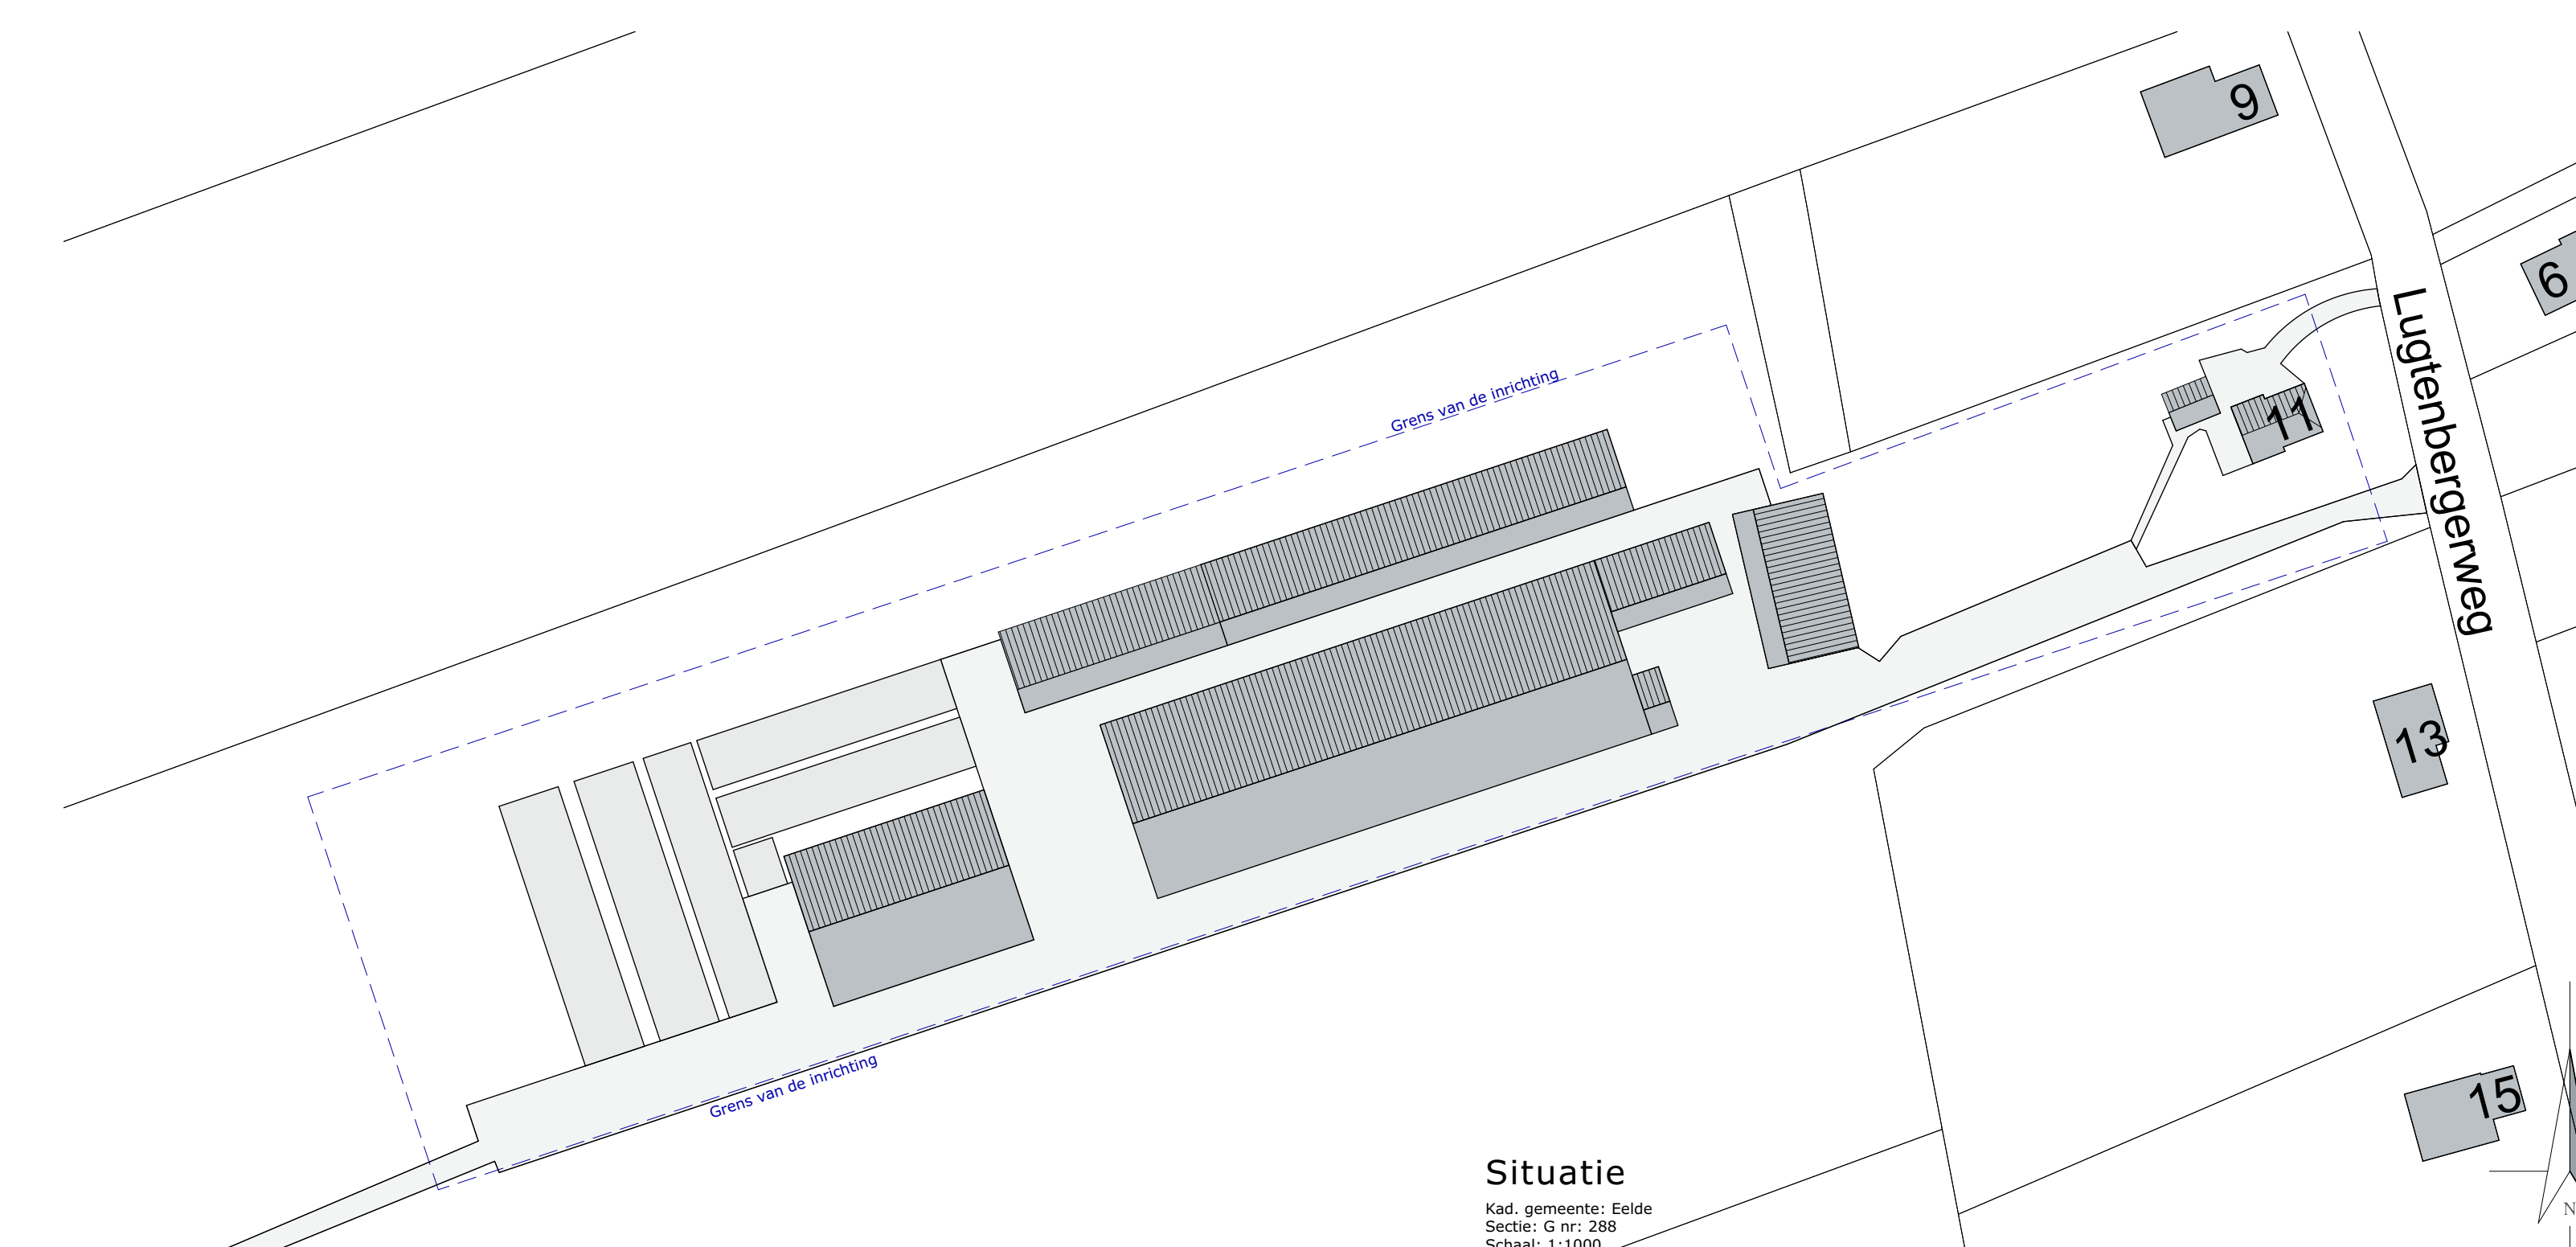 9
6
Lugtenbergerweg
Grens van de inrichting
11
13
Grens van de inrichting
15
Situatie
Kad. gemeente: Eelde
Sectie: G nr: 288
Schaal: 1:1000
N